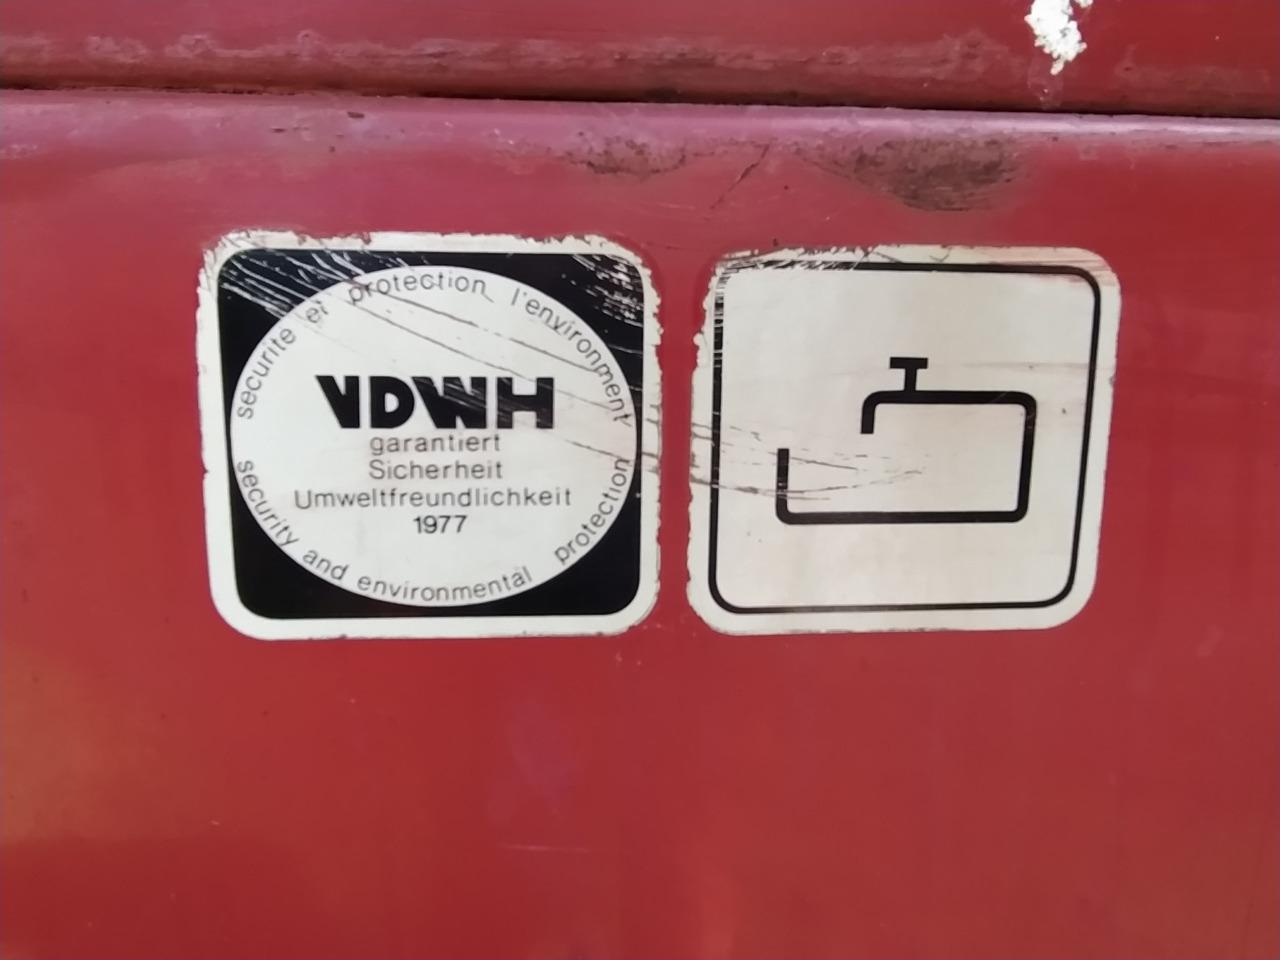 securite et protection l'environment
VDWH
garantiert
Sicherheit
Umweltfreundlichkeit
1977
security and environmental protection